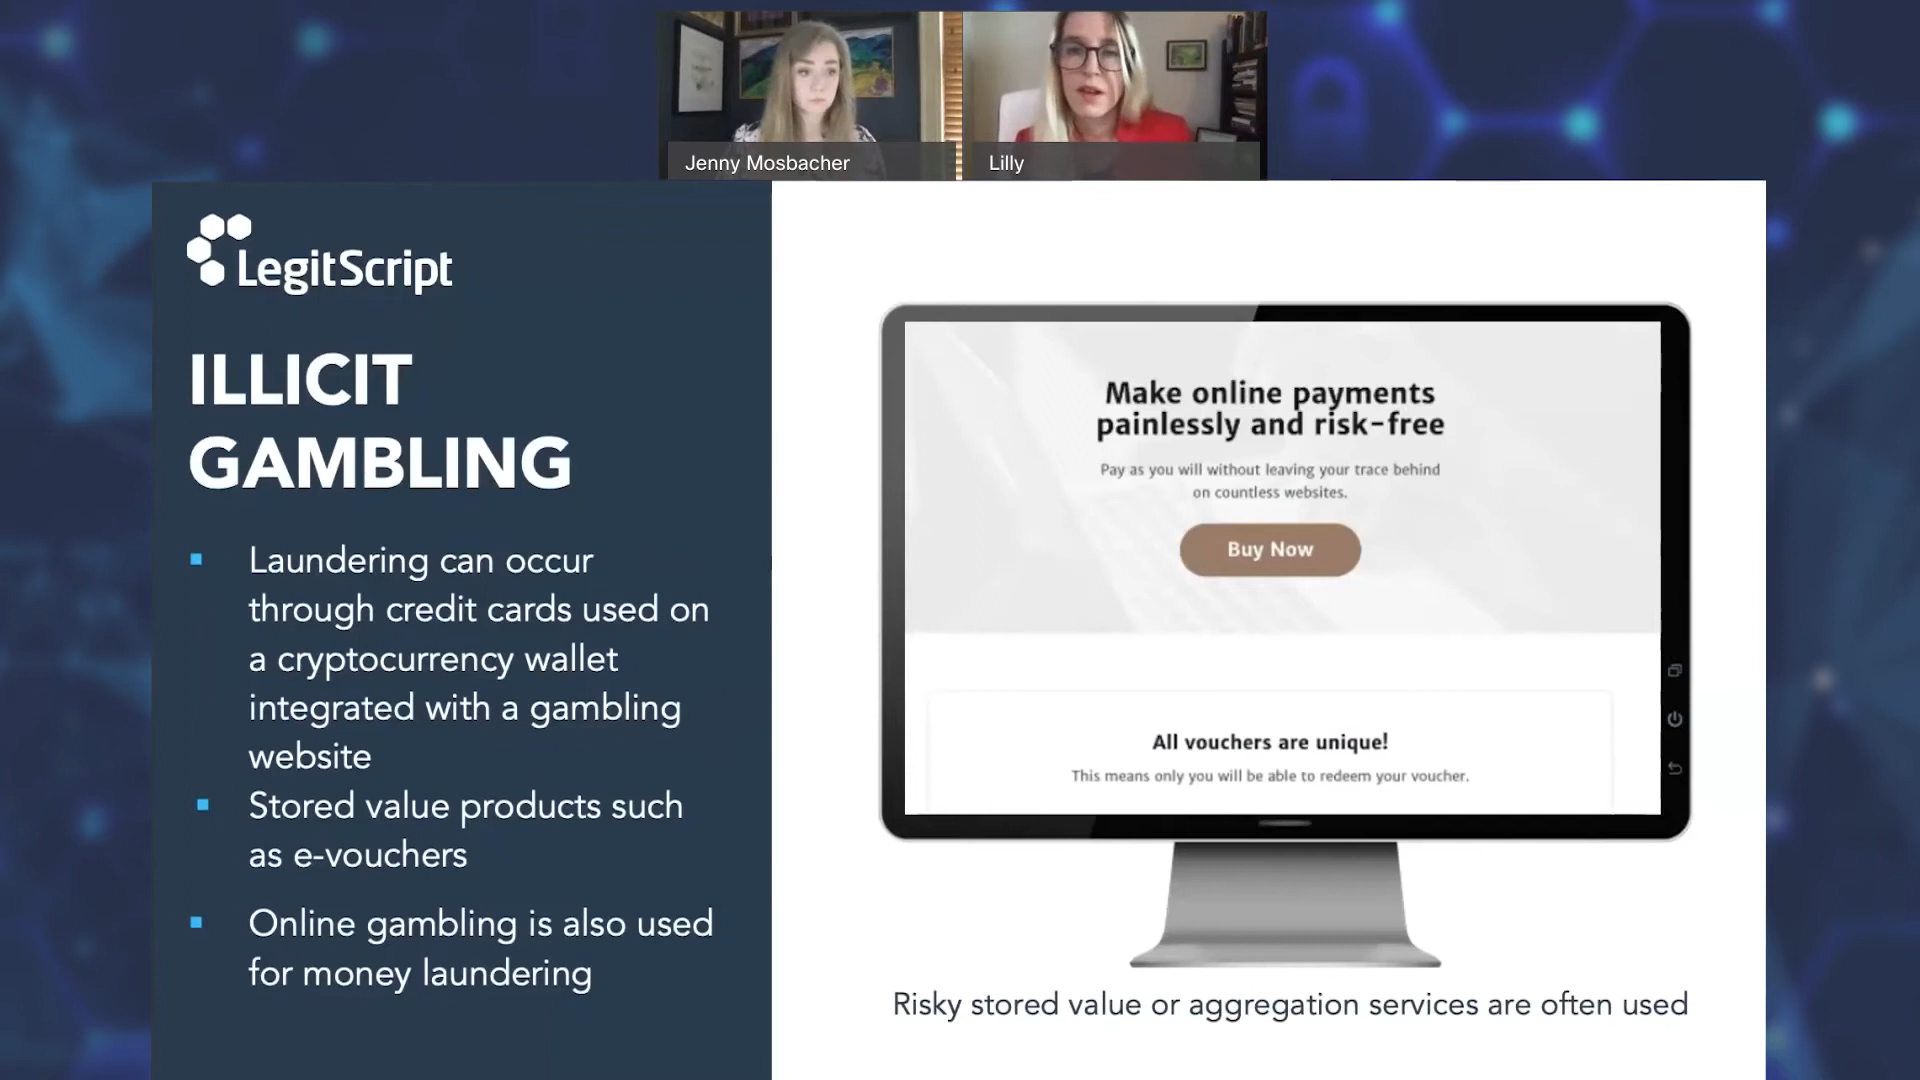 Jenny Mosbacher
Lilly
LegitScript
ILLICIT
GAMBLING
▪ Laundering can occur
through credit cards used on
a cryptocurrency wallet
integrated with a gambling
website
▪ Stored value products such
as e-vouchers
▪ Online gambling is also used
for money laundering
Make online payments
painlessly and risk-free
Pay as you will without leaving your trace behind
on countless websites.
Buy Now
All vouchers are unique!
This means only you will be able to redeem your voucher.
Risky stored value or aggregation services are often used